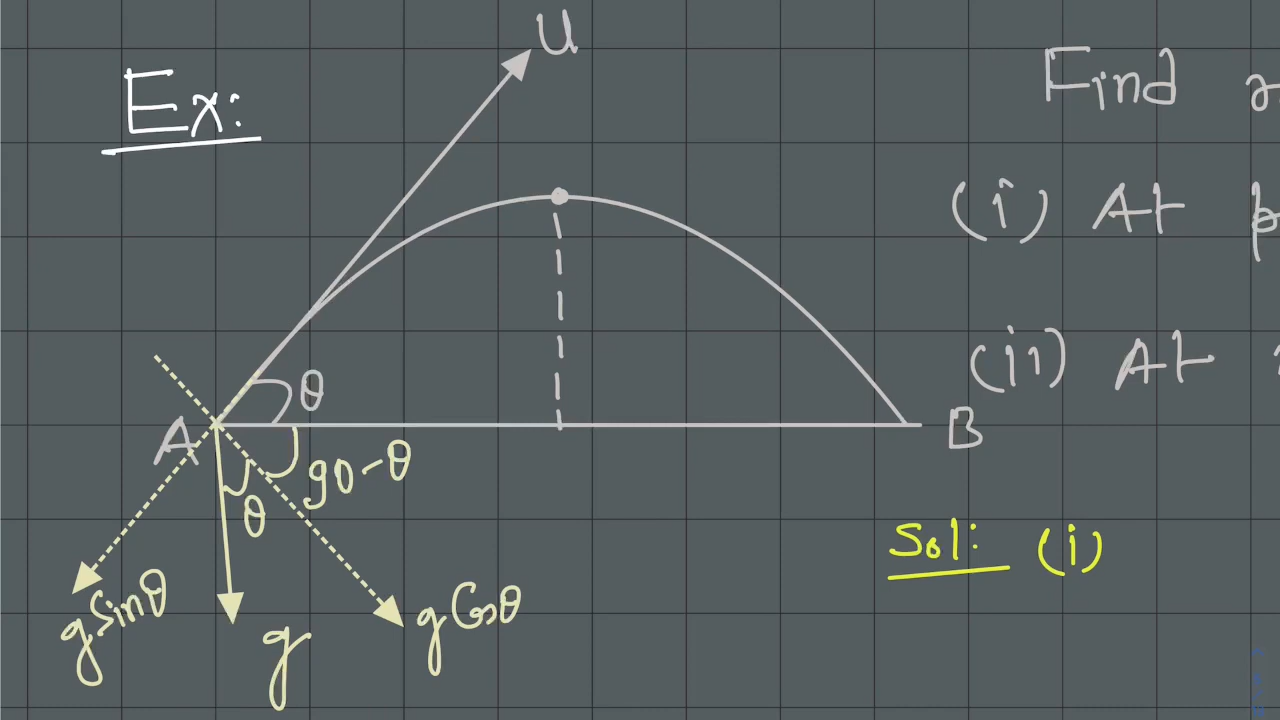 Ex:
u
Find
(i) At
(ii) At
θ
A
B
90-θ
θ
g sinθ
g
g cosθ
Sol: (i)